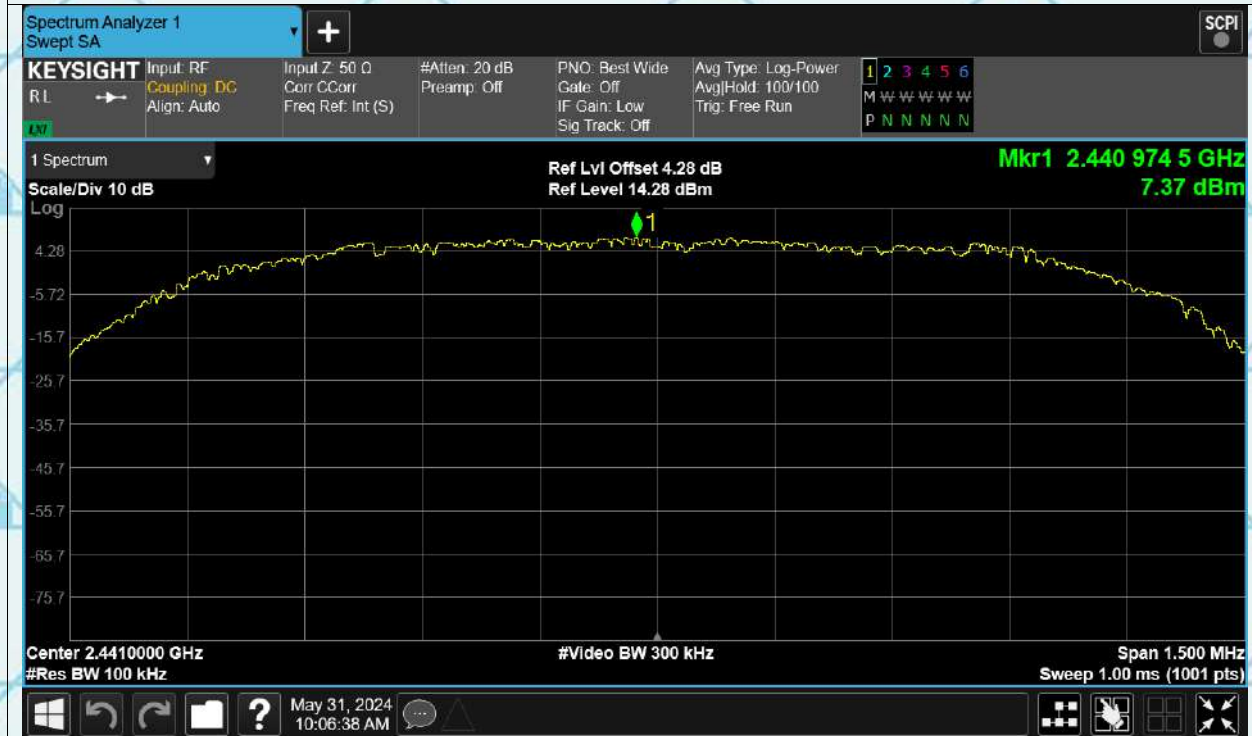 Spectrum Analyzer 1
Swept SA
+
SCPI
KEYSIGHT
RL
LXI
Input: RF
Coupling: DC
Align: Auto
Input Z: 50 Ω
Corr CCorr
Freq Ref: Int (S)
#Atten: 20 dB
Preamp: Off
PNO: Best Wide
Gate: Off
IF Gain: Low
Sig Track: Off
Avg Type: Log-Power
Avg|Hold: 100/100
Trig: Free Run
1 2 3 4 5 6
M W W W W W
P N N N N N
1 Spectrum
Scale/Div 10 dB
Ref Lvl Offset 4.28 dB
Ref Level 14.28 dBm
Mkr1 2.440 974 5 GHz
7.37 dBm
Log
1
4.28
-5.72
-15.7
-25.7
-35.7
-45.7
-55.7
-65.7
-75.7
Center 2.4410000 GHz
#Res BW 100 kHz
#Video BW 300 kHz
Span 1.500 MHz
Sweep 1.00 ms (1001 pts)
?
May 31, 2024
10:06:38 AM